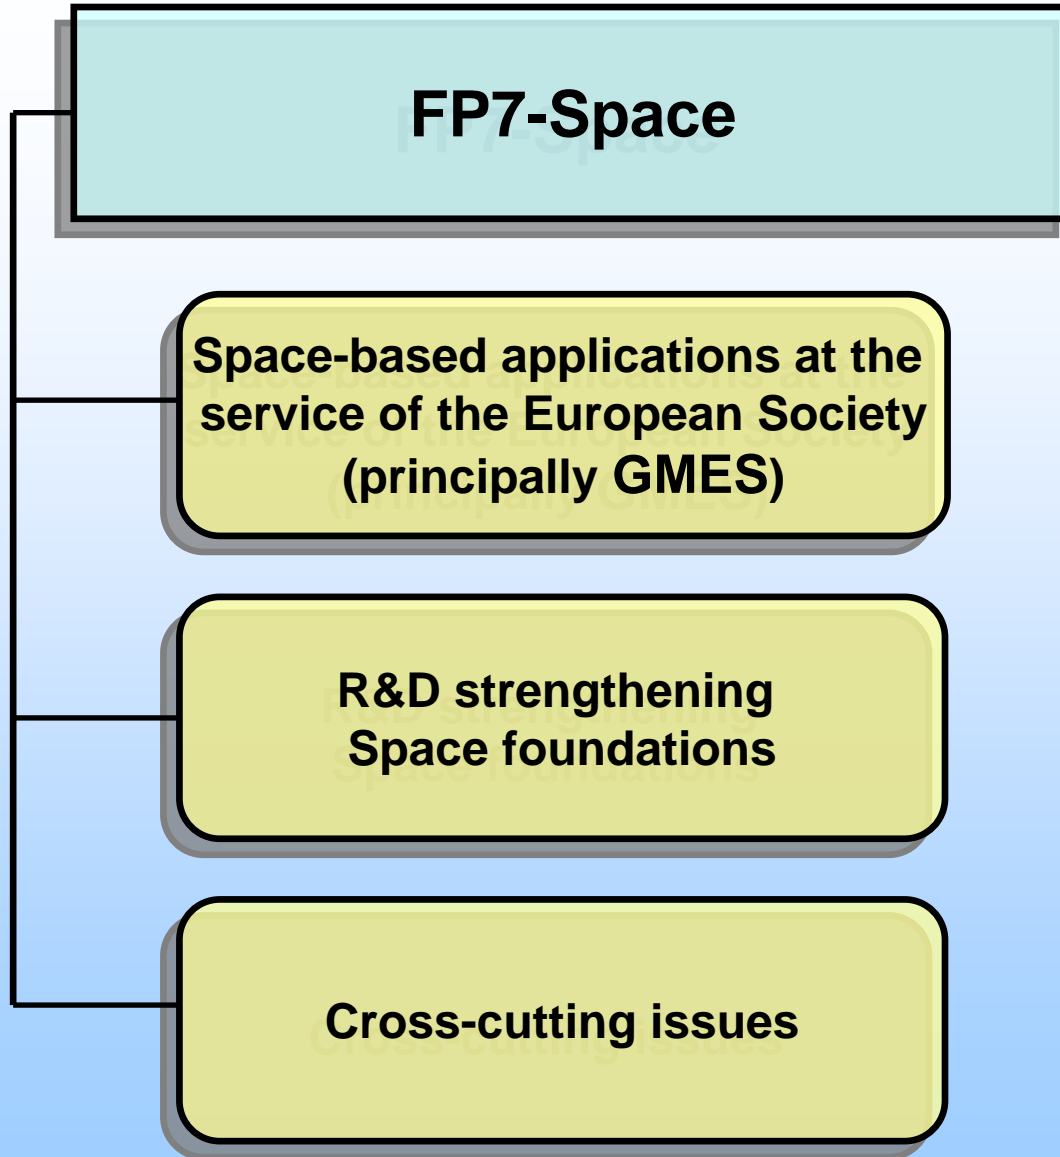 FP7-Space
Space-based applications at the
service of the European Society
(principally GMES)
R&D strengthening
Space foundations
Cross-cutting issues